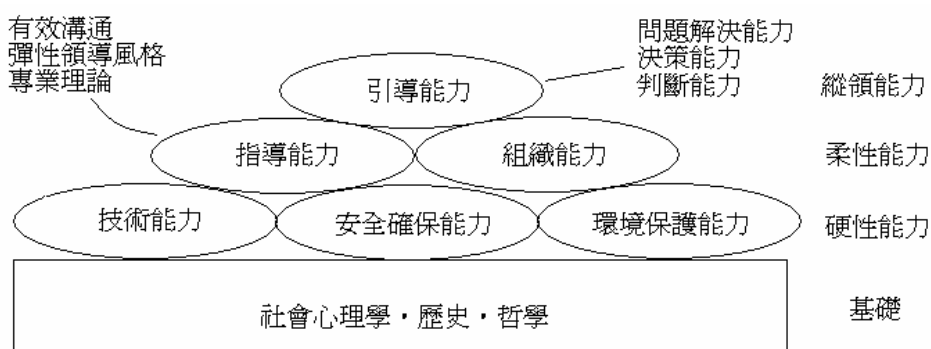 有效溝通
彈性領導風格
專業理論
問題解決能力
決策能力
判斷能力
引導能力
縱領能力
指導能力
組織能力
柔性能力
技術能力
安全確保能力
環境保護能力
硬性能力
社會心理學・歷史・哲學
基礎